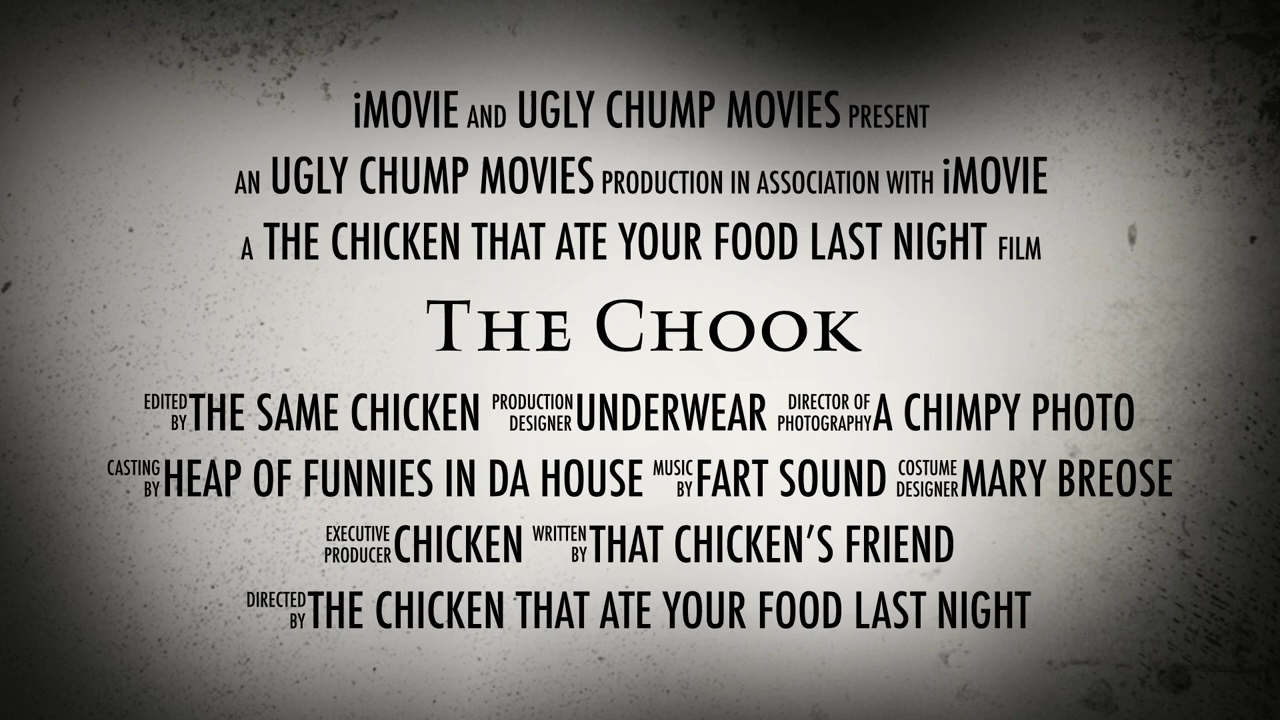 iMOVIE AND UGLY CHUMP MOVIES PRESENT
AN UGLY CHUMP MOVIES PRODUCTION IN ASSOCIATION WITH iMOVIE
A THE CHICKEN THAT ATE YOUR FOOD LAST NIGHT FILM
THE CHOOK
EDITED BY THE SAME CHICKEN PRODUCTION DESIGNER UNDERWEAR DIRECTOR OF PHOTOGRAPHY A CHIMPY PHOTO
CASTING BY HEAP OF FUNNIES IN DA HOUSE MUSIC BY FART SOUND COSTUME DESIGNER MARY BREOSE
EXECUTIVE PRODUCER CHICKEN WRITTEN BY THAT CHICKEN'S FRIEND
DIRECTED BY THE CHICKEN THAT ATE YOUR FOOD LAST NIGHT